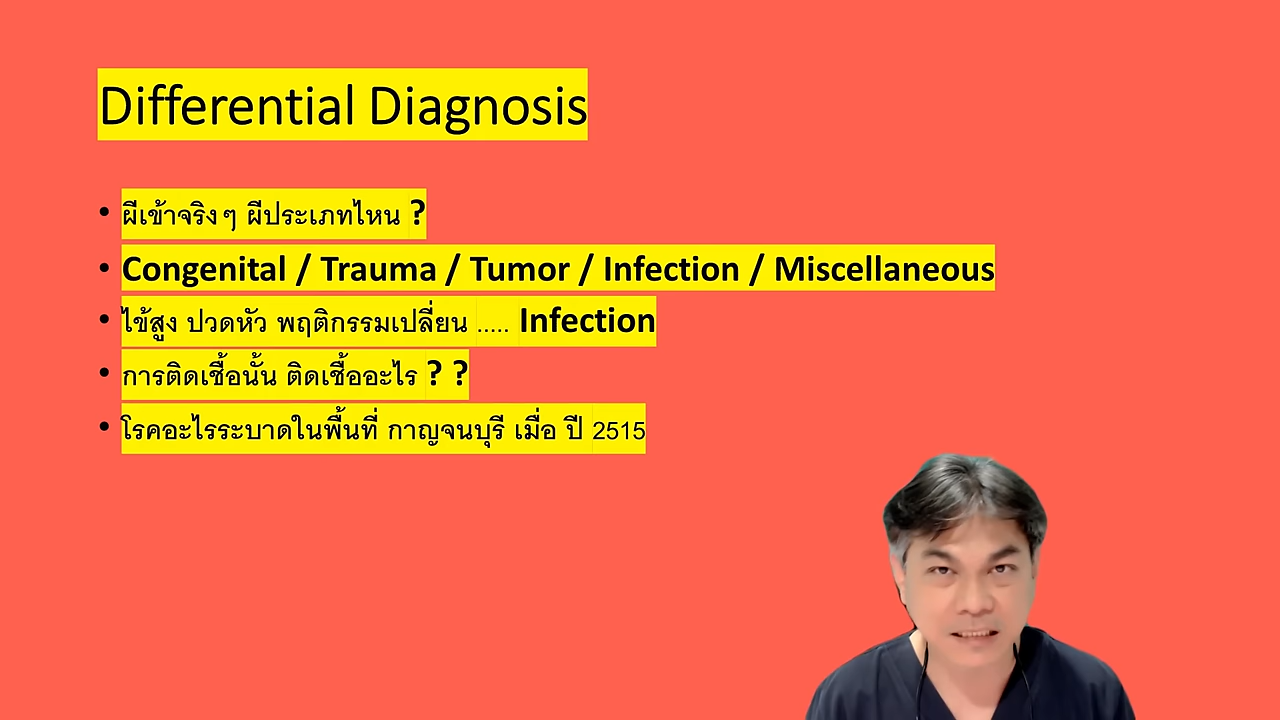 Differential Diagnosis
• ผีเข้าจริงๆ ผีประเภทไหน ?
• Congenital / Trauma / Tumor / Infection / Miscellaneous
• ไข้สูง ปวดหัว พฤติกรรมเปลี่ยน ..... Infection
• การติดเชื้อนั้น ติดเชื้ออะไร ? ?
• โรคอะไรระบาดในพื้นที่ กาญจนบุรี เมื่อ ปี 2515